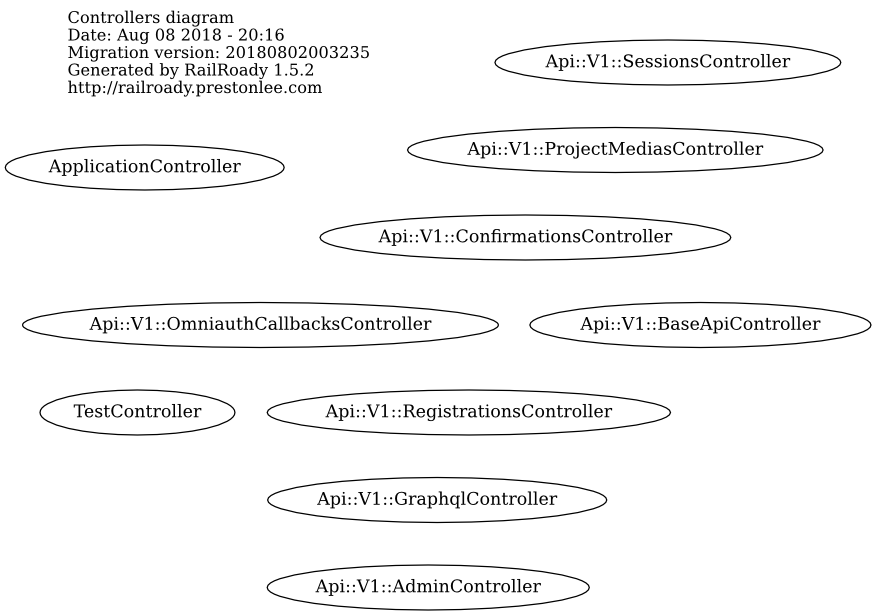 Controllers diagram
Date: Aug 08 2018 - 20:16
Migration version: 20180802003235
Generated by RailRoady 1.5.2
http://railroady.prestonlee.com
Api::V1::SessionsController
Api::V1::ProjectMediasController
ApplicationController
Api::V1::ConfirmationsController
Api::V1::OmniauthCallbacksController
Api::V1::BaseApiController
TestController
Api::V1::RegistrationsController
Api::V1::GraphqlController
Api::V1::AdminController